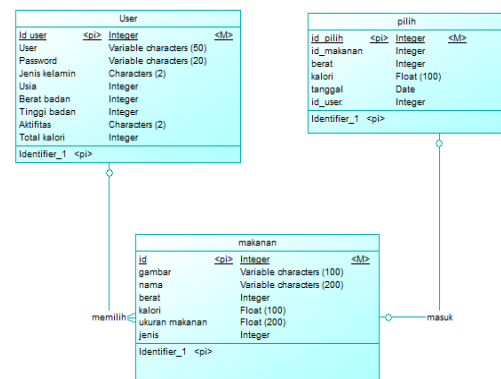 User
Id user <pi> Integer <M>
User Variable characters (50)
Password Variable characters (20)
Jenis kelamin Characters (2)
Usia Integer
Berat badan Integer
Tinggi badan Integer
Aktifitas Characters (2)
Total kalori Integer
Identifier_1 <pi>
pilih
id_pilih <pi> Integer <M>
id_makanan Integer
berat Integer
kalori Float (100)
tanggal Date
id_user. Integer
Identifier_1 <pi>
makanan
id <pi> Integer <M>
gambar Variable characters (100)
nama Variable characters (200)
berat Integer
kalori Float (100)
ukuran makanan Float (200)
jenis Integer
Identifier_1 <pi>
memilih
masuk